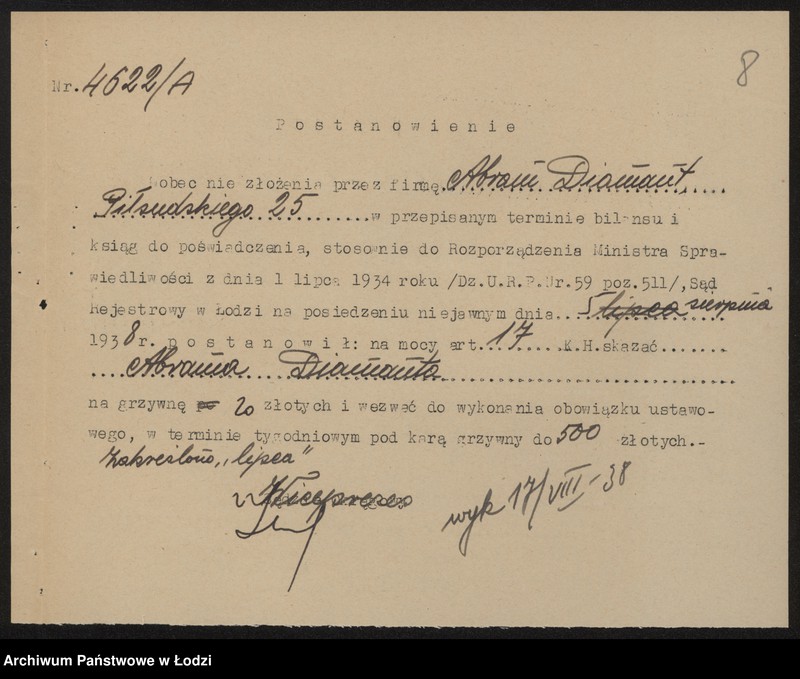 8
Nr. 4622/A
Postanowienie
Wobec nie złożenia przez firmę Abram Diamant
Piłsudskiego 25 ........ w przepisanym terminie bilansu i
ksiąg do poświadczenia, stosownie do Rozporządzenia Ministra Spra-
wiedliwości z dnia 1 lipca 1934 roku /Dz.U.R.P.Nr.59 poz.511/, Sąd
Rejestrowy w Łodzi na posiedzeniu niejawnym dnia ... 5 lipca sierpnia
1938 r. postanowił: na mocy art. 17 .... K.H. skazać .......
.... Abrama Diamanta ..............................
na grzywnę 20 złotych i wezwać do wykonania obowiązku ustawo-
wego, w terminie tygodniowym pod karą grzywny do 500 złotych.-
Zakreślono "lipca"
Wiceprezes
wyk 17/VIII-38
Archiwum Państwowe w Łodzi